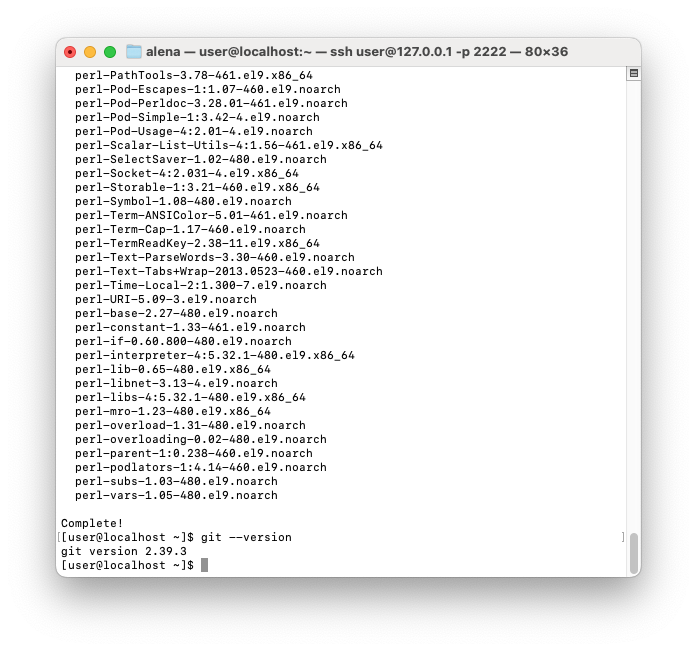 alena — user@localhost:~ — ssh user@127.0.0.1 -p 2222 — 80×36
perl-PathTools-3.78-461.el9.x86_64
perl-Pod-Escapes-1:1.07-460.el9.noarch
perl-Pod-Perldoc-3.28.01-461.el9.noarch
perl-Pod-Simple-1:3.42-4.el9.noarch
perl-Pod-Usage-4:2.01-4.el9.noarch
perl-Scalar-List-Utils-4:1.56-461.el9.x86_64
perl-SelectSaver-1.02-480.el9.noarch
perl-Socket-4:2.031-4.el9.x86_64
perl-Storable-1:3.21-460.el9.x86_64
perl-Symbol-1.08-480.el9.noarch
perl-Term-ANSIColor-5.01-461.el9.noarch
perl-Term-Cap-1.17-460.el9.noarch
perl-TermReadKey-2.38-11.el9.x86_64
perl-Text-ParseWords-3.30-460.el9.noarch
perl-Text-Tabs+Wrap-2013.0523-460.el9.noarch
perl-Time-Local-2:1.300-7.el9.noarch
perl-URI-5.09-3.el9.noarch
perl-base-2.27-480.el9.noarch
perl-constant-1.33-461.el9.noarch
perl-if-0.60.800-480.el9.noarch
perl-interpreter-4:5.32.1-480.el9.x86_64
perl-lib-0.65-480.el9.x86_64
perl-libnet-3.13-4.el9.noarch
perl-libs-4:5.32.1-480.el9.x86_64
perl-mro-1.23-480.el9.x86_64
perl-overload-1.31-480.el9.noarch
perl-overloading-0.02-480.el9.noarch
perl-parent-1:0.238-460.el9.noarch
perl-podlators-1:4.14-460.el9.noarch
perl-subs-1.03-480.el9.noarch
perl-vars-1.05-480.el9.noarch
Complete!
[[user@localhost ~]$ git --version ]
git version 2.39.3
[user@localhost ~]$